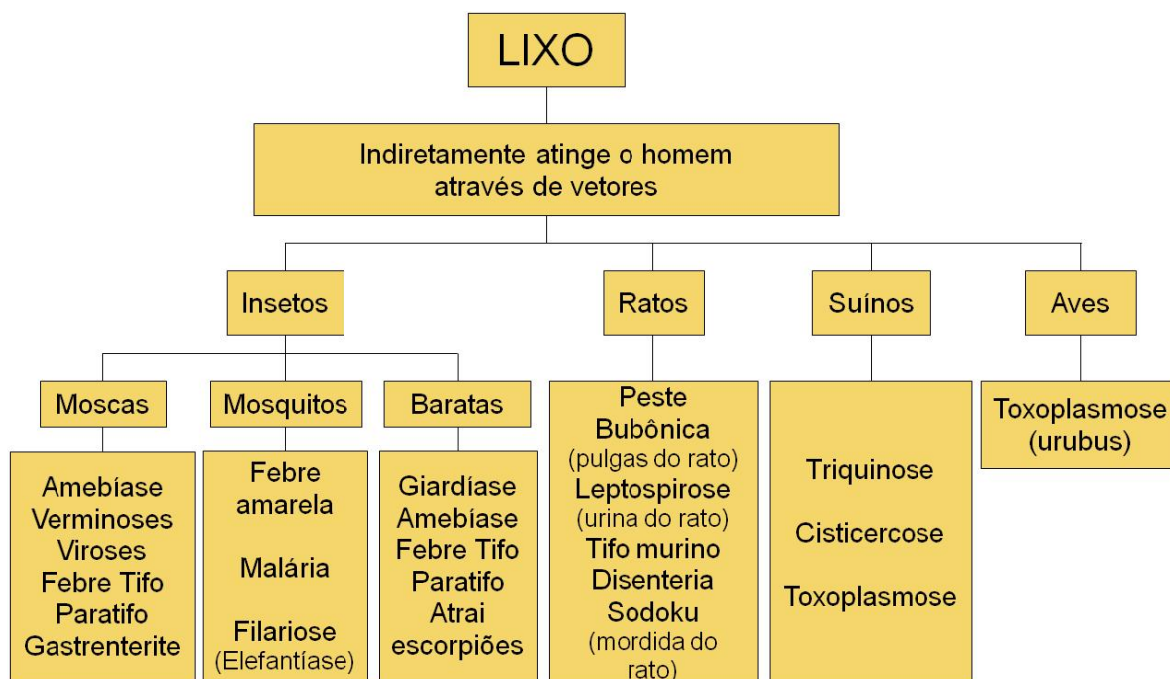 LIXO
Indiretamente atinge o homem
através de vetores
Insetos
Ratos
Suínos
Aves
Moscas
Mosquitos
Baratas
Amebíase
Verminoses
Viroses
Febre Tifo
Paratifo
Gastrenterite
Febre
amarela
Malária
Filariose
(Elefantíase)
Giardíase
Amebíase
Febre Tifo
Paratifo
Atrai
escorpiões
Peste
Bubônica
(pulgas do rato)
Leptospirose
(urina do rato)
Tifo murino
Disenteria
Sodoku
(mordida do
rato)
Triquinose
Cisticercose
Toxoplasmose
Toxoplasmose
(urubus)